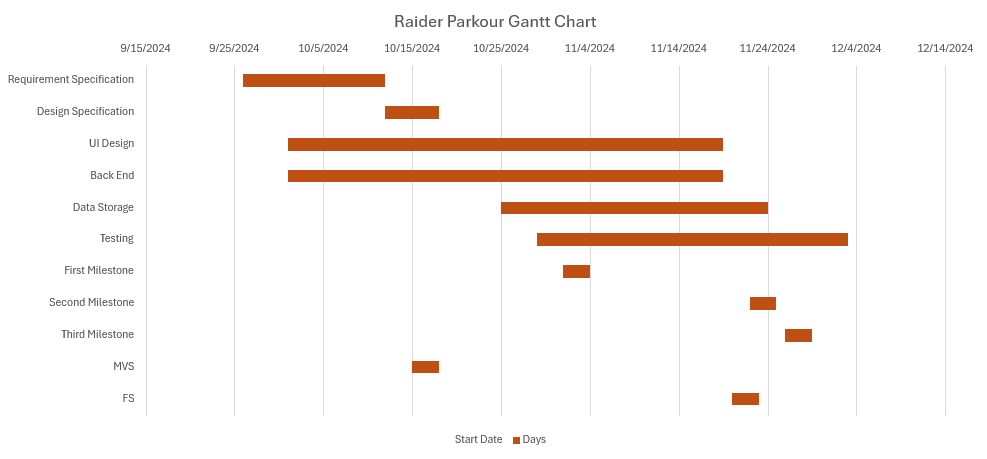 Raider Parkour Gantt Chart
9/15/2024 9/25/2024 10/5/2024 10/15/2024 10/25/2024 11/4/2024 11/14/2024 11/24/2024 12/4/2024 12/14/2024
Requirement Specification
Design Specification
UI Design
Back End
Data Storage
Testing
First Milestone
Second Milestone
Third Milestone
MVS
FS
Start Date Days